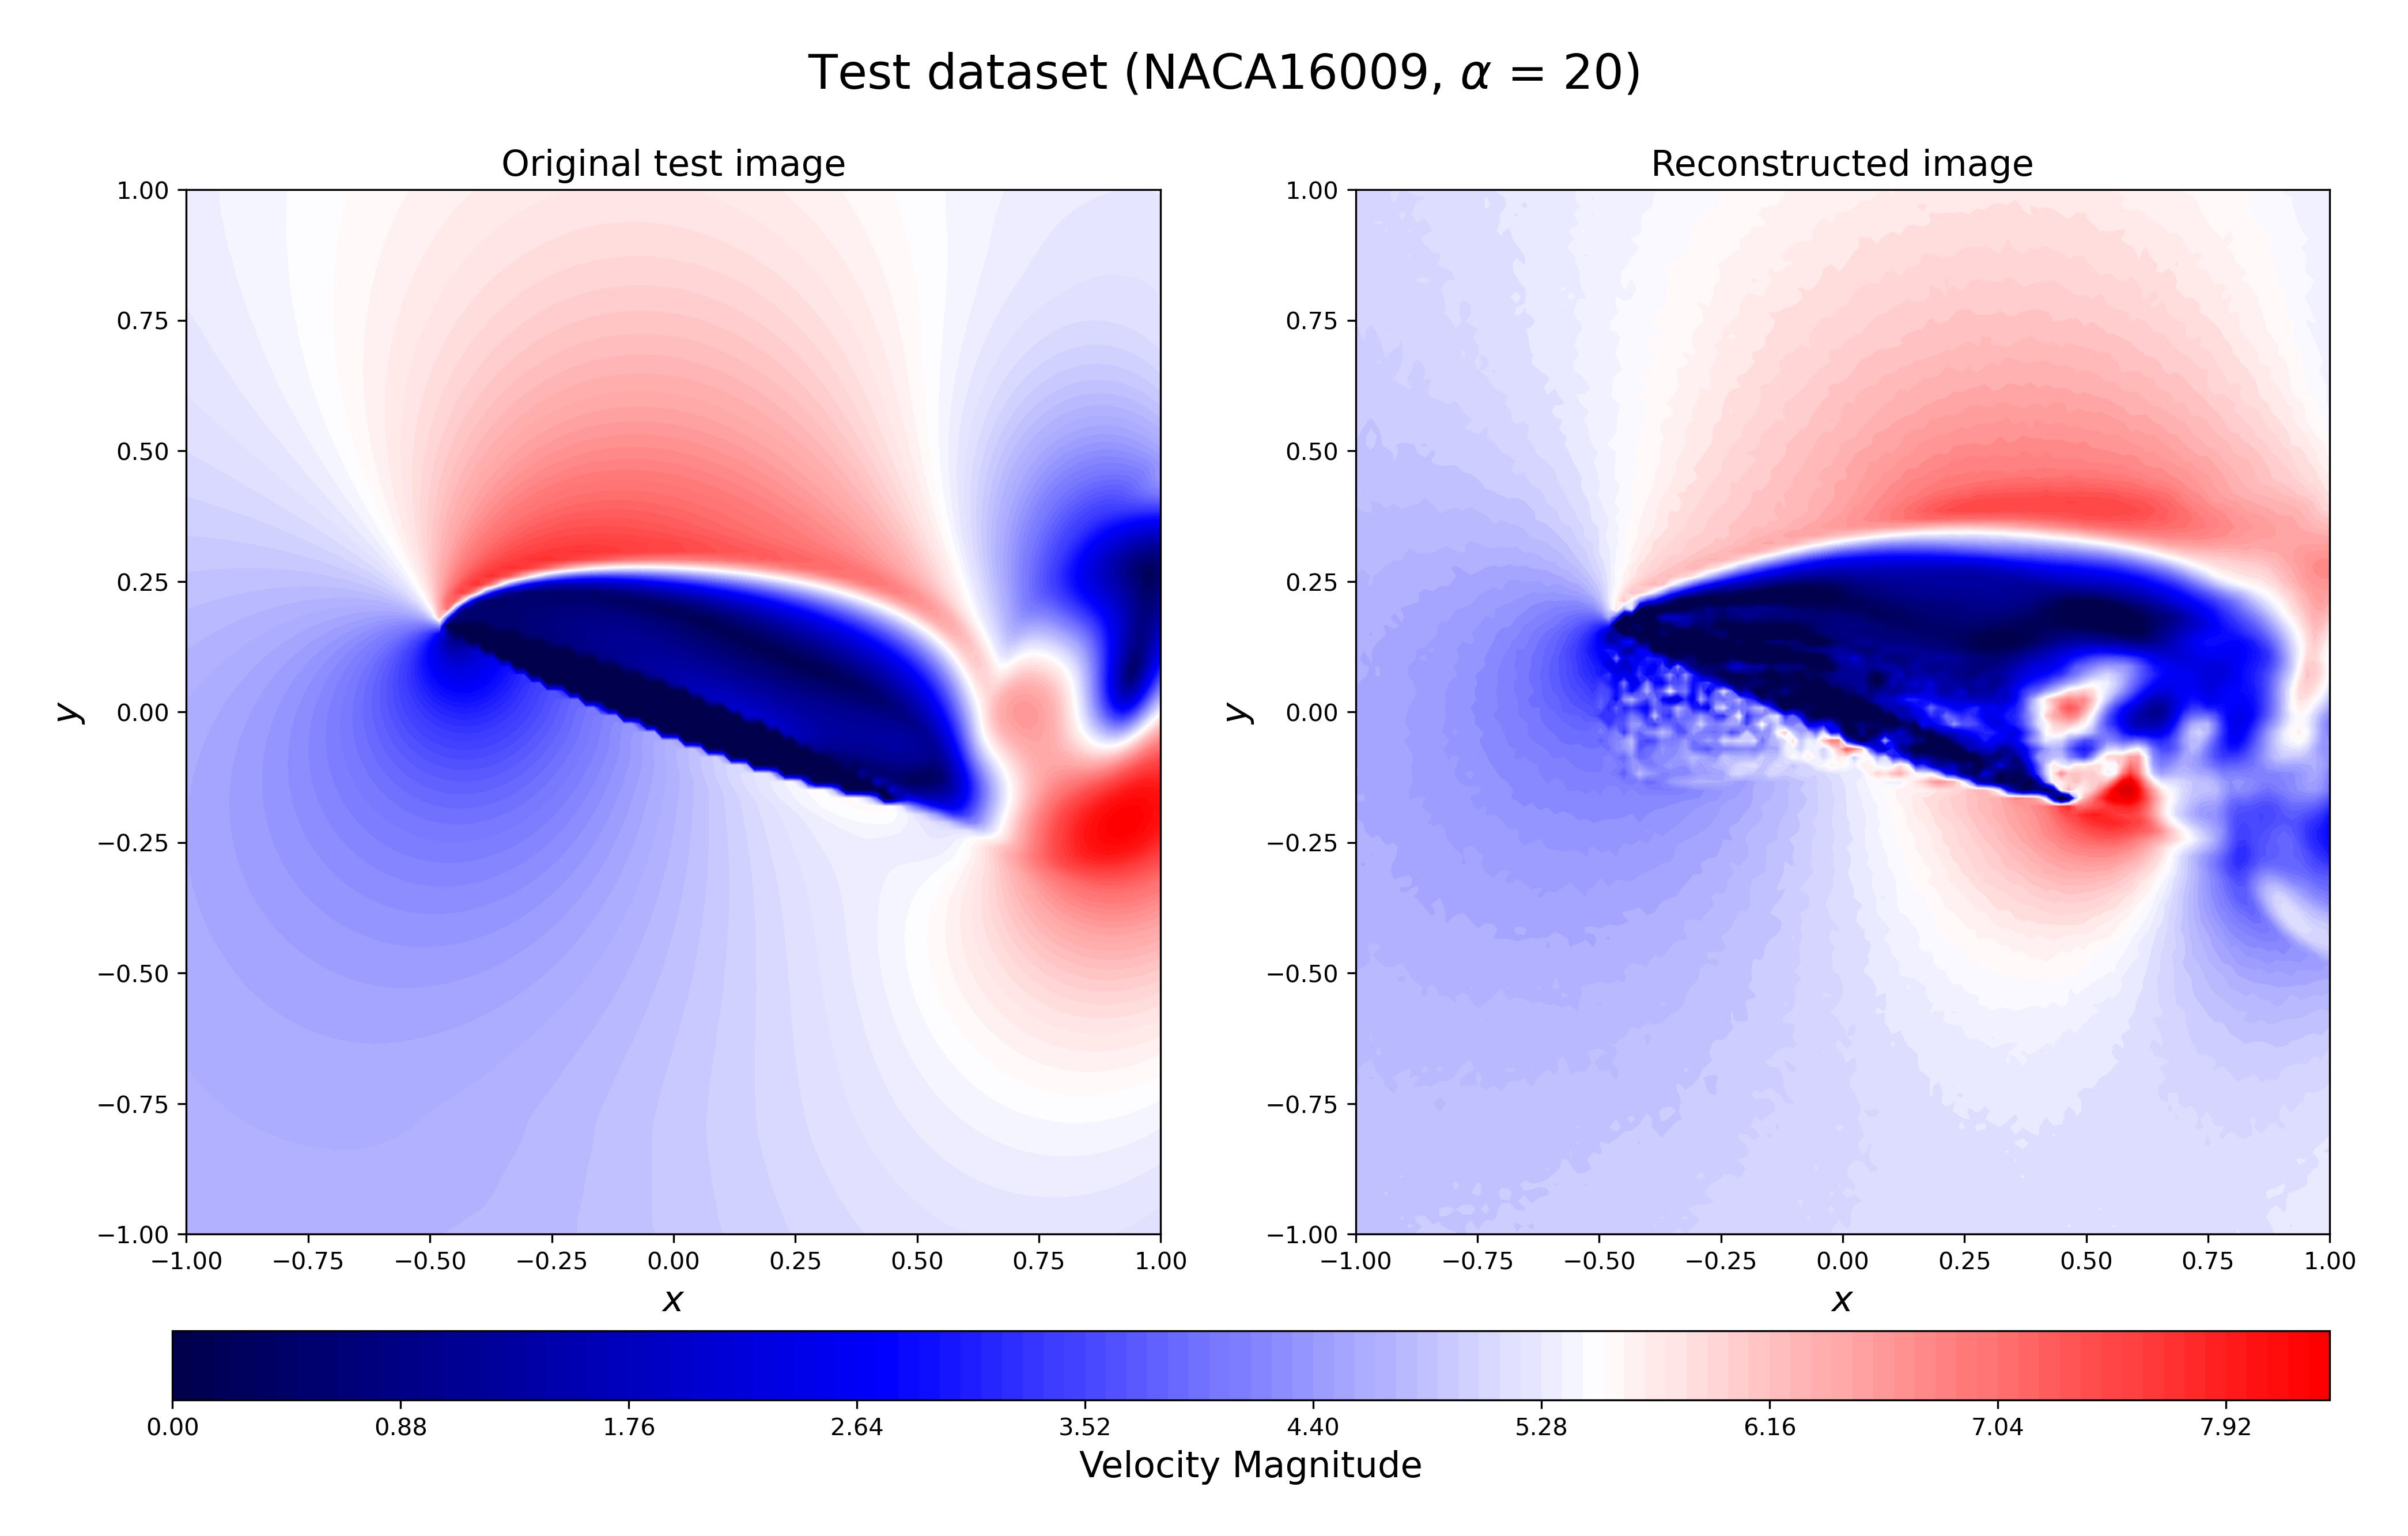 Test dataset (NACA16009, α = 20)
Original test image
Reconstructed image
1.00
0.75
0.50
0.25
0.00
−0.25
−0.50
−0.75
−1.00
y
−1.00 −0.75 −0.50 −0.25 0.00 0.25 0.50 0.75 1.00
x
1.00
0.75
0.50
0.25
0.00
−0.25
−0.50
−0.75
−1.00
y
−1.00 −0.75 −0.50 −0.25 0.00 0.25 0.50 0.75 1.00
x
0.00 0.88 1.76 2.64 3.52 4.40 5.28 6.16 7.04 7.92
Velocity Magnitude